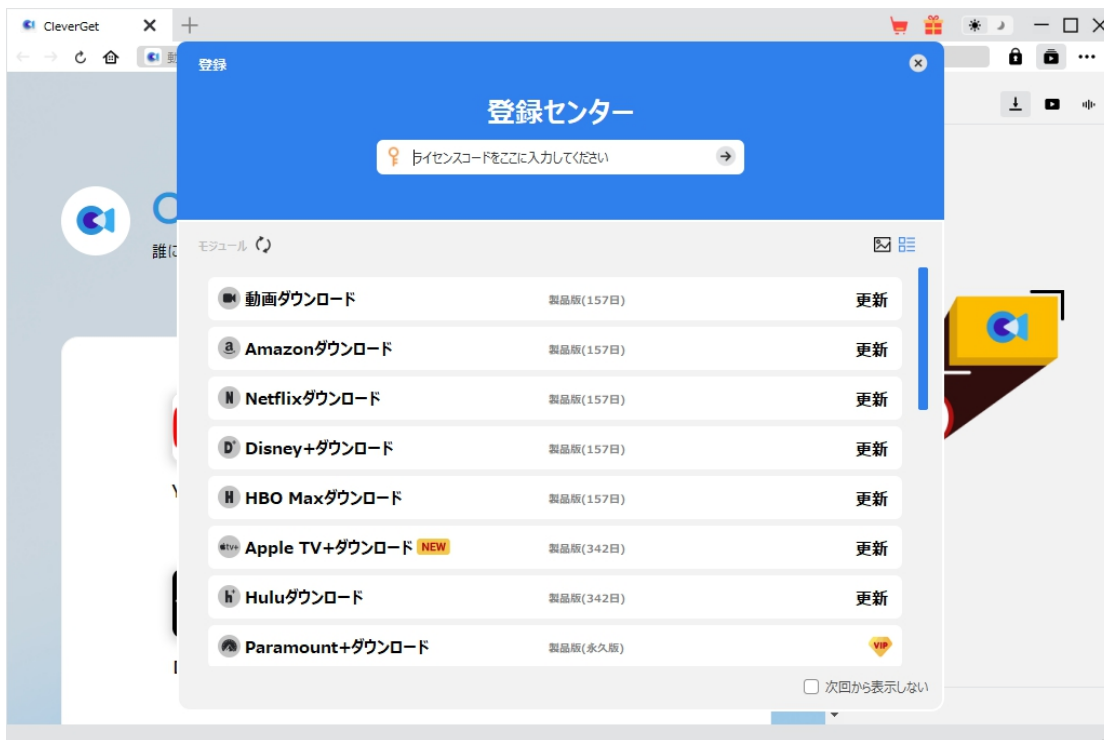 CleverGet
動
登録
登録センター
ライセンスコードをここに入力してください
誰に
モジュール
動画ダウンロード 製品版(157日) 更新
Amazonダウンロード 製品版(157日) 更新
Netflixダウンロード 製品版(157日) 更新
Disney+ダウンロード 製品版(157日) 更新
HBO Maxダウンロード 製品版(157日) 更新
Apple TV+ダウンロード NEW 製品版(342日) 更新
Huluダウンロード 製品版(342日) 更新
Paramount+ダウンロード 製品版(永久版) VIP
次回から表示しない